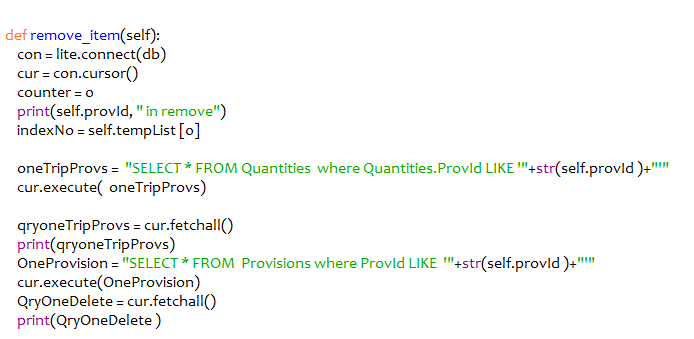 def remove_item(self):
con = lite.connect(db)
cur = con.cursor()
counter = 0
print(self.provId, " in remove")
indexNo = self.tempList [0]
oneTripProvs = "SELECT * FROM Quantities where Quantities.ProvId LIKE '"+str(self.provId )+"'"
cur.execute( oneTripProvs)
qryoneTripProvs = cur.fetchall()
print(qryoneTripProvs)
OneProvision = "SELECT * FROM Provisions where ProvId LIKE '"+str(self.provId )+"'"
cur.execute(OneProvision)
QryOneDelete = cur.fetchall()
print(QryOneDelete )